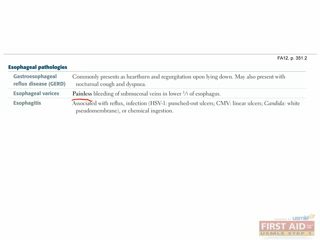 FA12, p. 351.2
Esophageal pathologies
Gastroesophageal reflux disease (GERD)
Commonly presents as heartburn and regurgitation upon lying down. May also present with
nocturnal cough and dyspnea.
Esophageal varices
Painless bleeding of submucosal veins in lower 1/3 of esophagus.
Esophagitis
Associated with reflux, infection (HSV-1: punched-out ulcers; CMV: linear ulcers; Candida: white
pseudomembrane), or chemical ingestion.
FIRST AID
USMLE STEP 1